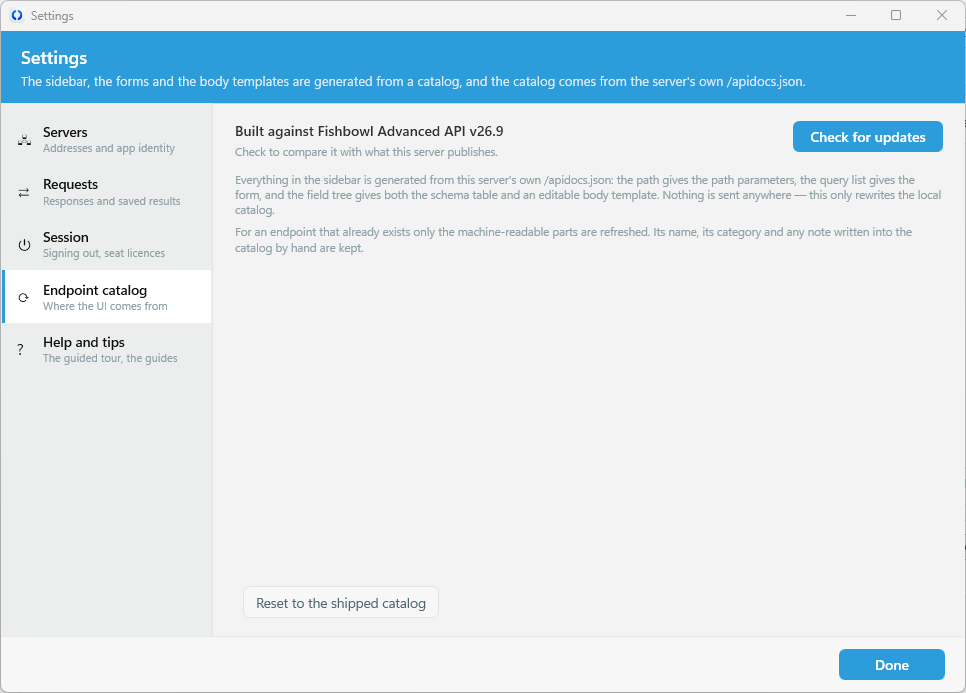 Settings
Settings
The sidebar, the forms and the body templates are generated from a catalog, and the catalog comes from the server's own /apidocs.json.
Servers
Addresses and app identity
Requests
Responses and saved results
Session
Signing out, seat licences
Endpoint catalog
Where the UI comes from
?
Help and tips
The guided tour, the guides
Built against Fishbowl Advanced API v26.9
Check to compare it with what this server publishes.
Check for updates
Everything in the sidebar is generated from this server's own /apidocs.json: the path gives the path parameters, the query list gives the
form, and the field tree gives both the schema table and an editable body template. Nothing is sent anywhere — this only rewrites the local
catalog.
For an endpoint that already exists only the machine-readable parts are refreshed. Its name, its category and any note written into the
catalog by hand are kept.
Reset to the shipped catalog
Done